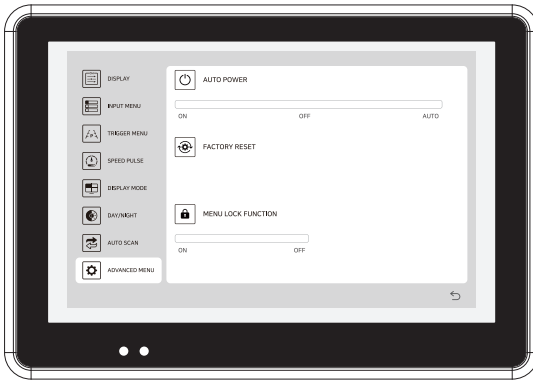 DISPLAY
INPUT MENU
TRIGGER MENU
SPEED PULSE
DISPLAY MODE
DAY/NIGHT
AUTO SCAN
ADVANCED MENU
AUTO POWER
ON OFF AUTO
FACTORY RESET
MENU LOCK FUNCTION
ON OFF